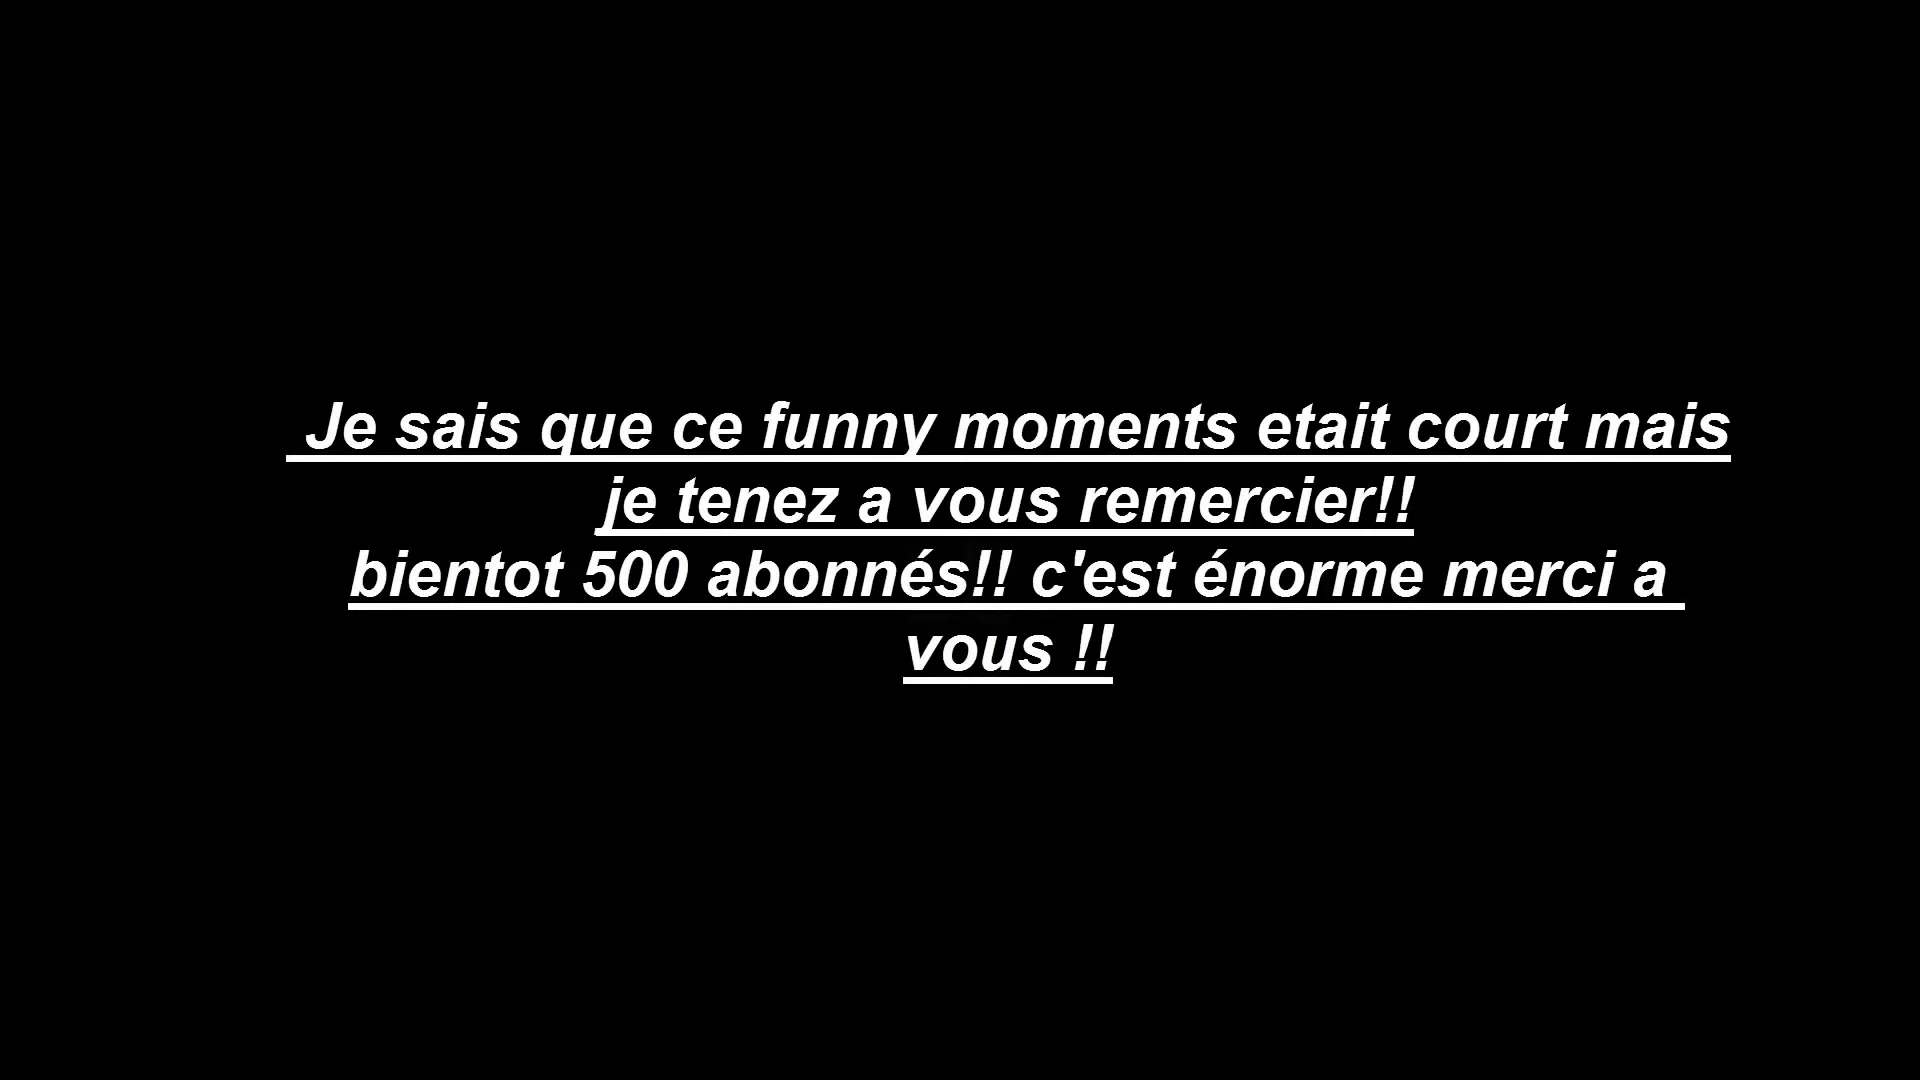 Je sais que ce funny moments etait court mais
je tenez a vous remercier!!
bientot 500 abonnés!! c'est énorme merci a
vous !!